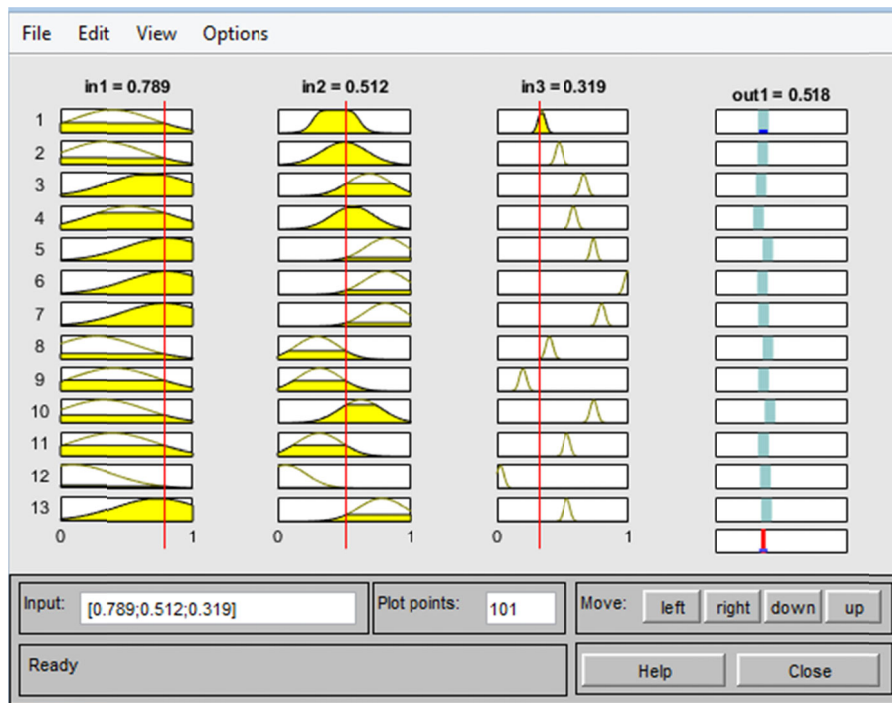 File Edit View Options
in1 = 0.789 in2 = 0.512 in3 = 0.319 out1 = 0.518
1
2
3
4
5
6
7
8
9
10
11
12
13
0 1 0 1 0 1
Input: [0.789;0.512;0.319] Plot points: 101 Move: left right down up
Ready Help Close